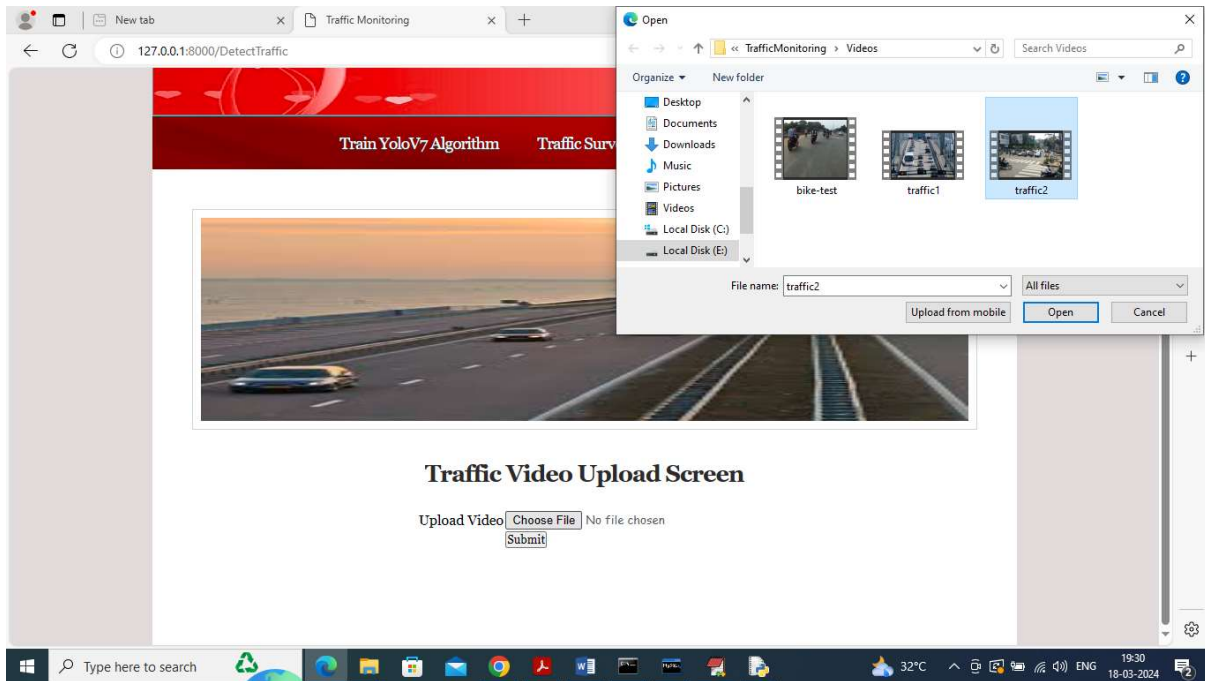 New tab
Traffic Monitoring
127.0.0.1:8000/DetectTraffic
Train YoloV7 Algorithm Traffic Surv
Open
« TrafficMonitoring › Videos
Search Videos
Organize New folder
Desktop
Documents
Downloads
Music
Pictures
Videos
Local Disk (C:)
Local Disk (E:)
bike-test
traffic1
traffic2
File name: traffic2
All files
Upload from mobile Open Cancel
Traffic Video Upload Screen
Upload Video Choose File No file chosen
Submit
Type here to search
32°C
ENG
19:30
18-03-2024
2